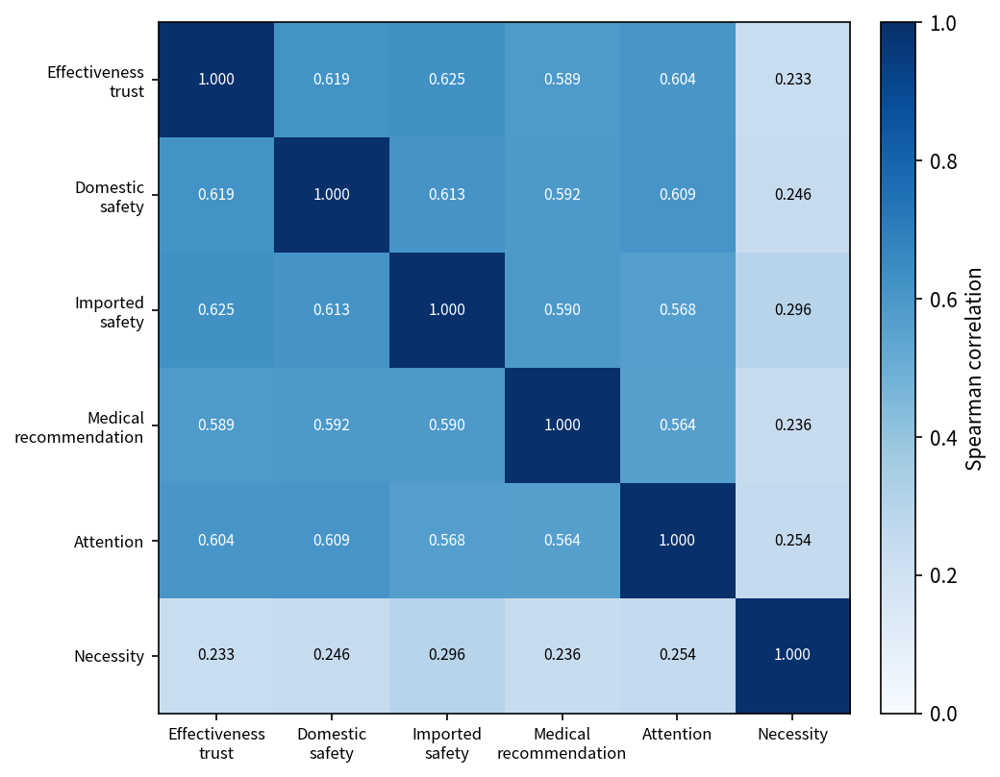 Effectiveness
trust
1.000 0.619 0.625 0.589 0.604 0.233
Domestic
safety
0.619 1.000 0.613 0.592 0.609 0.246
Imported
safety
0.625 0.613 1.000 0.590 0.568 0.296
Medical
recommendation
0.589 0.592 0.590 1.000 0.564 0.236
Attention
0.604 0.609 0.568 0.564 1.000 0.254
Necessity
0.233 0.246 0.296 0.236 0.254 1.000
Effectiveness
trust
Domestic
safety
Imported
safety
Medical
recommendation
Attention
Necessity
1.0
0.8
0.6
0.4
0.2
0.0
Spearman correlation